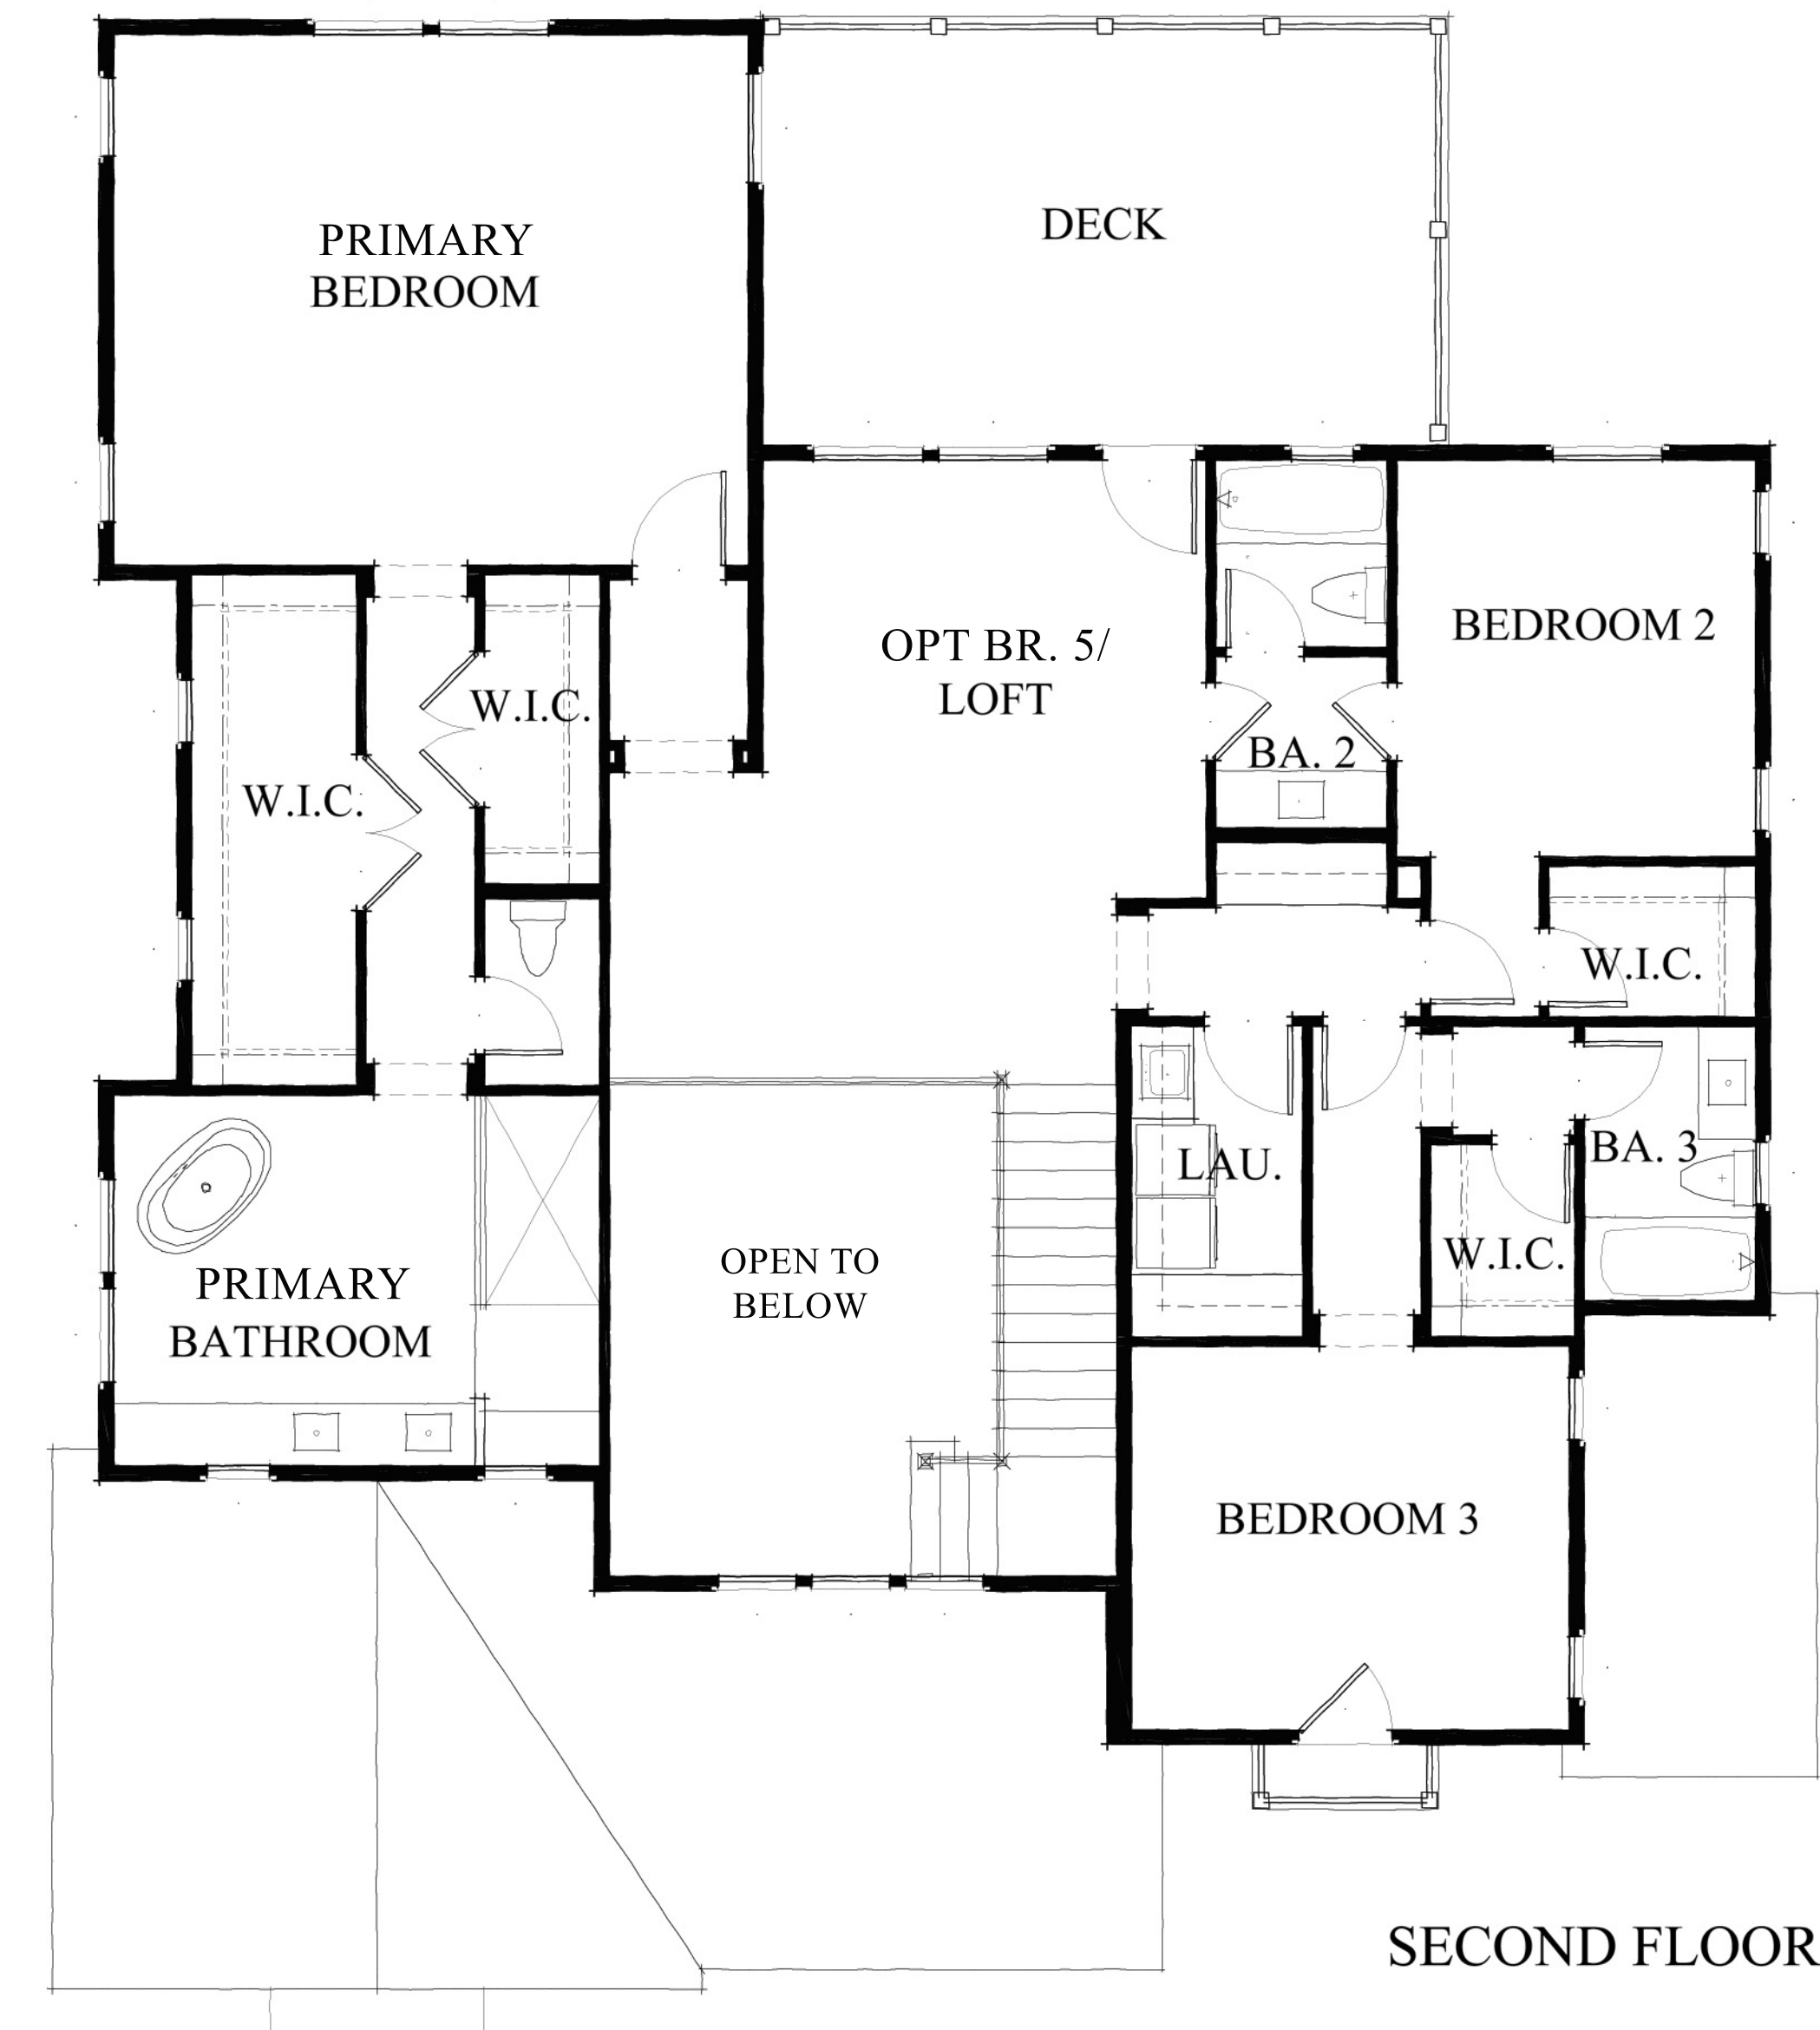 PRIMARY
BEDROOM
DECK
OPT BR. 5/
LOFT
BEDROOM 2
W.I.C.
W.I.C.
BA. 2
W.I.C.
BA. 3
LAU.
W.I.C.
OPEN TO
BELOW
PRIMARY
BATHROOM
BEDROOM 3
SECOND FLOOR